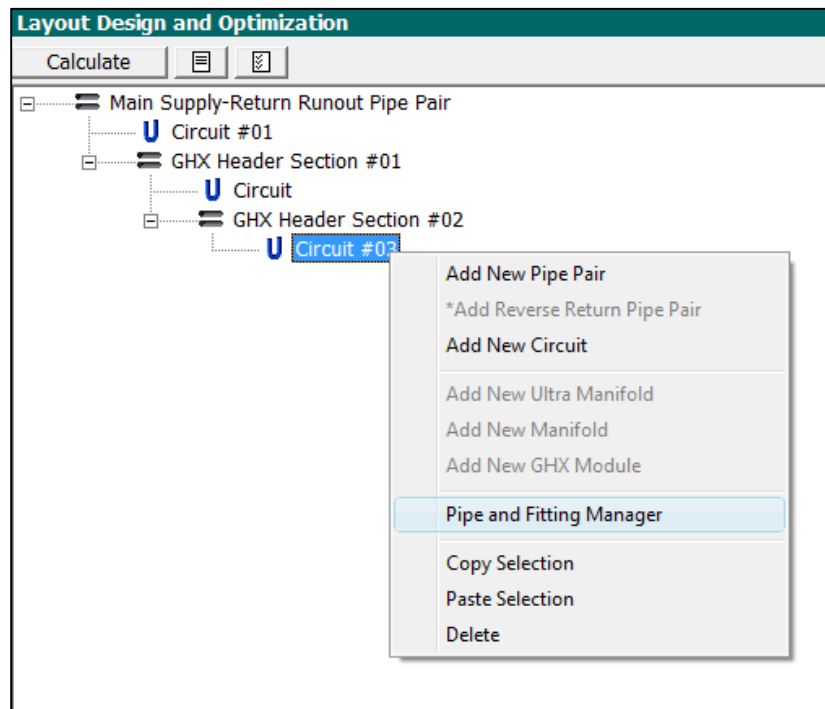 Layout Design and Optimization
Calculate
Main Supply-Return Runout Pipe Pair
Circuit #01
GHX Header Section #01
Circuit
GHX Header Section #02
Circuit #03
Add New Pipe Pair
*Add Reverse Return Pipe Pair
Add New Circuit
Add New Ultra Manifold
Add New Manifold
Add New GHX Module
Pipe and Fitting Manager
Copy Selection
Paste Selection
Delete